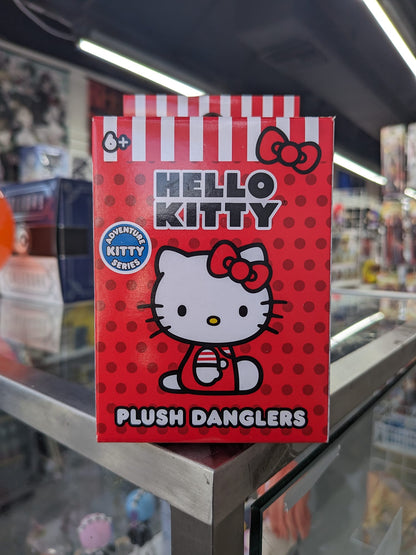 6+
HELLO
KITTY
ADVENTURE
KITTY
SERIES
PLUSH DANGLERS